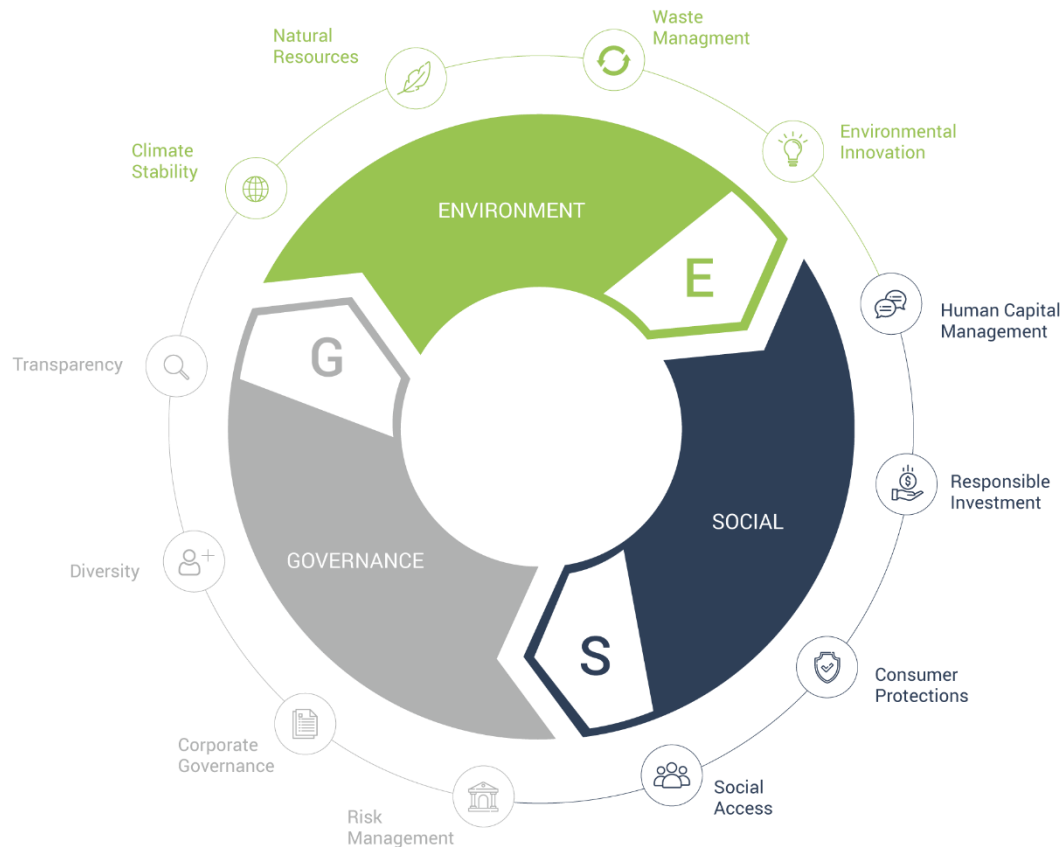 Waste
Managment
Natural
Resources
Environmental
Innovation
Climate
Stability
ENVIRONMENT
E
Human Capital
Management
G
Transparency
Responsible
Investment
SOCIAL
GOVERNANCE
Diversity
S
Consumer
Protections
Corporate
Governance
Social
Access
Risk
Management